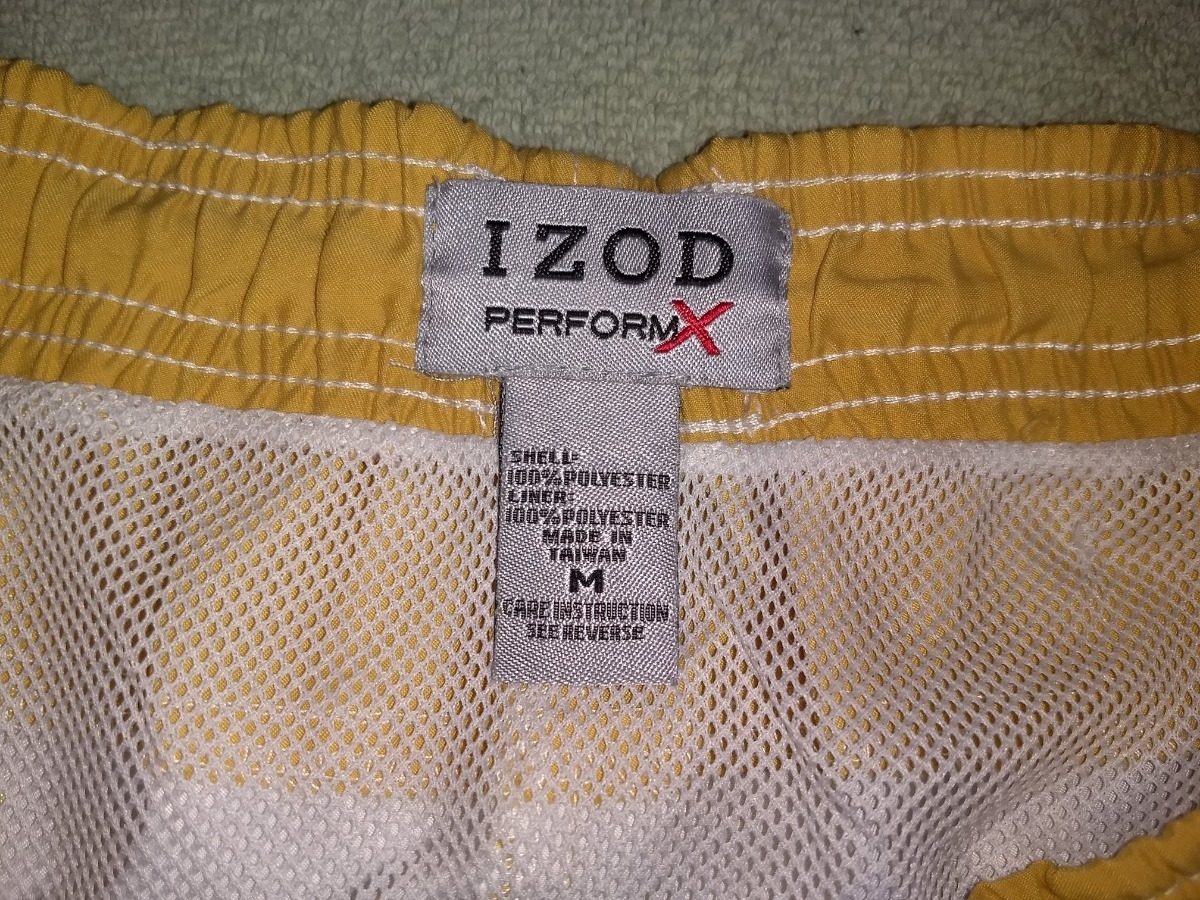 IZOD
PERFORMX
SHELL:
100%POLYESTER
LINER:
100%POLYESTER
MADE IN
TAIWAN
M
CARE INSTRUCTION
SEE REVERSE